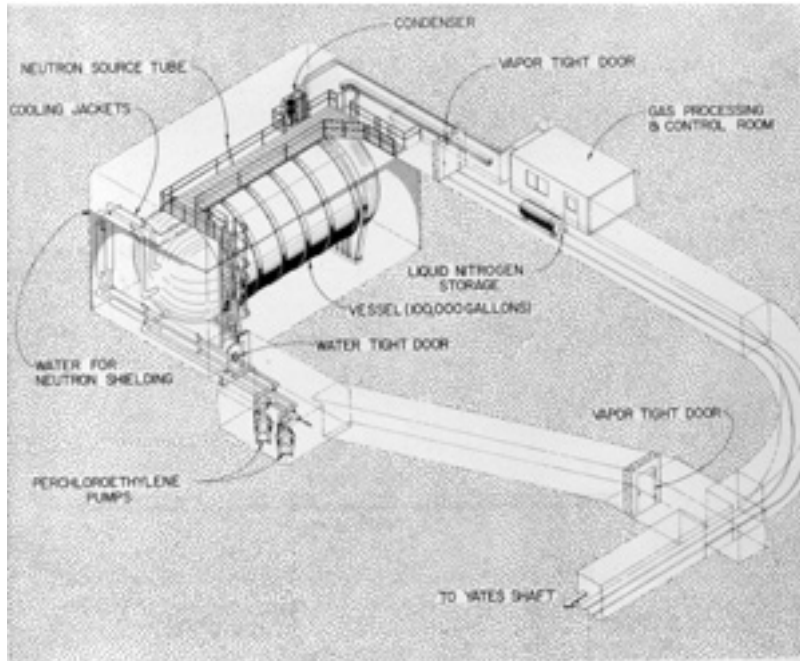 CONDENSER
NEUTRON SOURCE TUBE
VAPOR TIGHT DOOR
COOLING JACKETS
GAS PROCESSING
& CONTROL ROOM
LIQUID NITROGEN
STORAGE
VESSEL (100,000 GALLONS)
WATER TIGHT DOOR
WATER FOR
NEUTRON SHIELDING
VAPOR TIGHT DOOR
PERCHLOROETHYLENE
PUMPS
TO YATES SHAFT